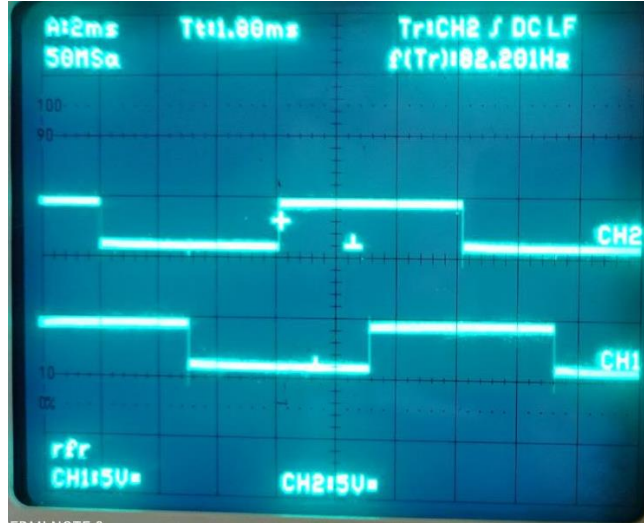 A:2ms Tt:1.80ms Tr:CH2 ∫ DC LF
50MSa f(Tr):82.201Hz
100
90
CH2
CH1
10
0%
rfr
CH1:5V= CH2:5V=